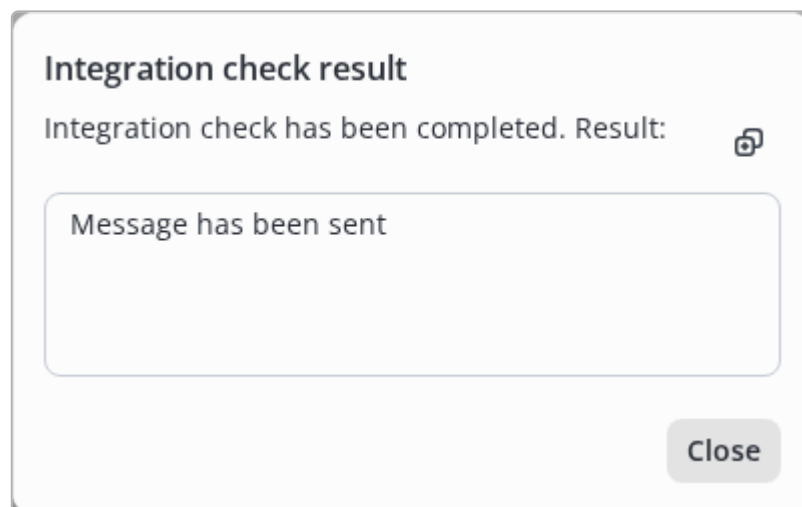 Integration check result
Integration check has been completed. Result:
Message has been sent
Close